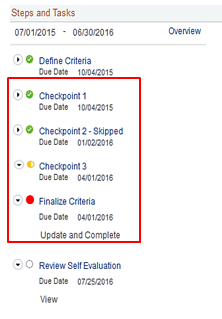 Steps and Tasks
07/01/2015 - 06/30/2016 Overview
Define Criteria
Due Date 10/04/2015
Checkpoint 1
Due Date 10/04/2015
Checkpoint 2 - Skipped
Due Date 01/02/2016
Checkpoint 3
Due Date 04/01/2016
Finalize Criteria
Due Date 04/01/2016
Update and Complete
Review Self Evaluation
Due Date 07/25/2016
View